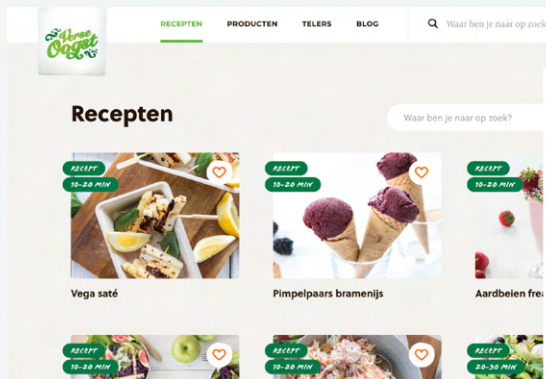 Verse
Oogst
RECEPTEN PRODUCTEN TELERS BLOG Waar ben je naar op zoek
Recepten
Waar ben je naar op zoek?
RECEPT RECEPT RECEPT
10-20 MIN 10-20 MIN 10-20 MIN
Vega saté Pimpelpaars bramenijs Aardbeien frea
RECEPT RECEPT RECEPT
10-20 MIN 10-20 MIN 20-30 MIN